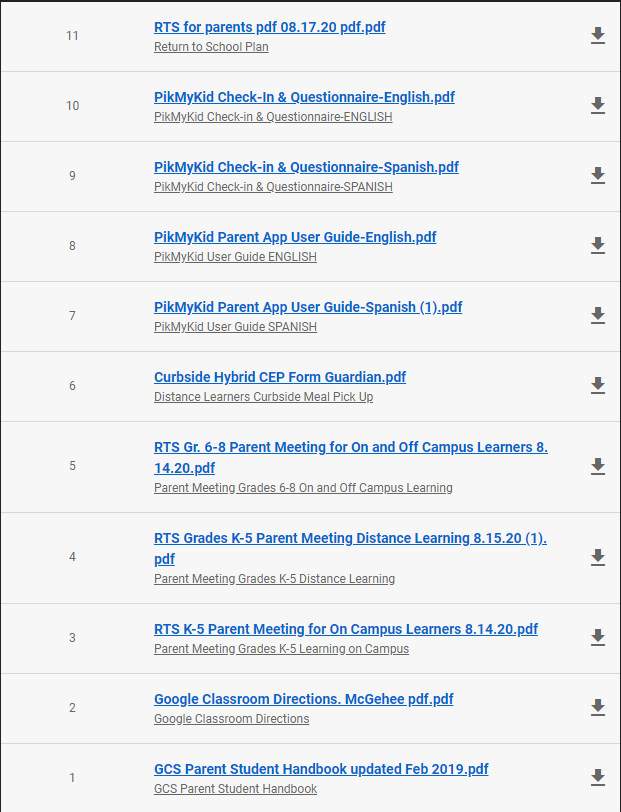 11
RTS for parents pdf 08.17.20 pdf.pdf
Return to School Plan
10
PikMyKid Check-In & Questionnaire-English.pdf
PikMyKid Check-in & Questionnaire-ENGLISH
9
PikMyKid Check-in & Questionnaire-Spanish.pdf
PikMyKid Check-in & Questionnaire-SPANISH
8
PikMyKid Parent App User Guide-English.pdf
PikMyKid User Guide ENGLISH
7
PikMyKid Parent App User Guide-Spanish (1).pdf
PikMyKid User Guide SPANISH
6
Curbside Hybrid CEP Form Guardian.pdf
Distance Learners Curbside Meal Pick Up
5
RTS Gr. 6-8 Parent Meeting for On and Off Campus Learners 8.
14.20.pdf
Parent Meeting Grades 6-8 On and Off Campus Learning
4
RTS Grades K-5 Parent Meeting Distance Learning 8.15.20 (1).
pdf
Parent Meeting Grades K-5 Distance Learning
3
RTS K-5 Parent Meeting for On Campus Learners 8.14.20.pdf
Parent Meeting Grades K-5 Learning on Campus
2
Google Classroom Directions. McGehee pdf.pdf
Google Classroom Directions
1
GCS Parent Student Handbook updated Feb 2019.pdf
GCS Parent Student Handbook